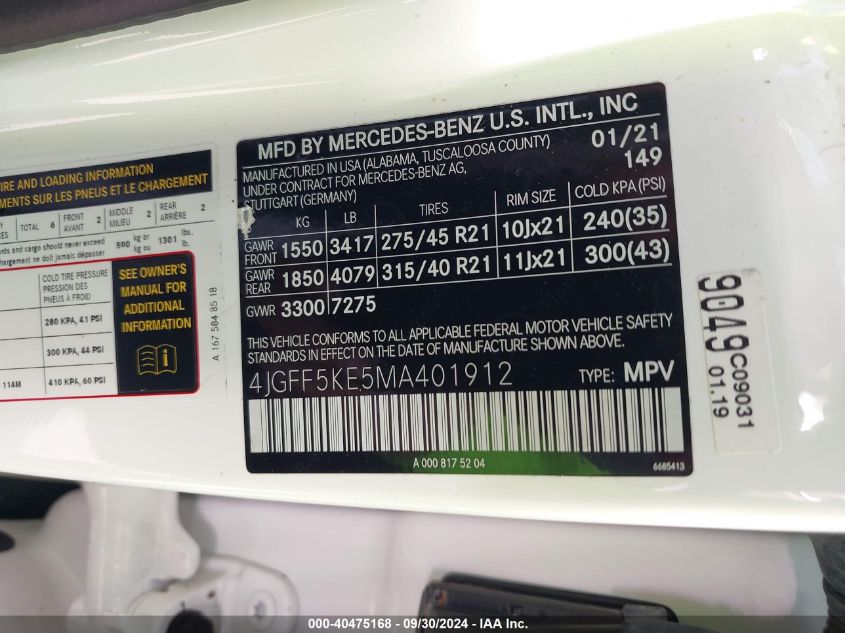 IRE AND LOADING INFORMATION
EMENTS SUR LES PNEUS ET LE CHARGEMENT
TOTAL 6 FRONT AVANT 2 MIDDLE MILIEU 2 REAR ARRIÈRE 2
ants and cargo should never exceed 500 kg or kg ou 1301 lbs. lb.
hargement ne doit jamais dépasser
COLD TIRE PRESSURE
PRESSION DES
PNEUS À FROID
280 KPA, 41 PSI
300 KPA, 44 PSI
114M 410 KPA, 60 PSI
SEE OWNER'S
MANUAL FOR
ADDITIONAL
INFORMATION
A 167 584 85 18
MFD BY MERCEDES-BENZ U.S. INTL., INC
MANUFACTURED IN USA (ALABAMA, TUSCALOOSA COUNTY) 01/21
UNDER CONTRACT FOR MERCEDES-BENZ AG, 149
STUTTGART (GERMANY)
KG LB TIRES RIM SIZE COLD KPA (PSI)
GAWR FRONT 1550 3417 275/45 R21 10Jx21 240(35)
GAWR REAR 1850 4079 315/40 R21 11Jx21 300(43)
GVWR 3300 7275
THIS VEHICLE CONFORMS TO ALL APPLICABLE FEDERAL MOTOR VEHICLE SAFETY
STANDARDS IN EFFECT ON THE DATE OF MANUFACTURE SHOWN ABOVE.
4JGFF5KE5MA401912 TYPE: MPV
A 000 817 52 04
6685413
9049
C09031
01.19
000-40475168 - 09/30/2024 - IAA Inc.